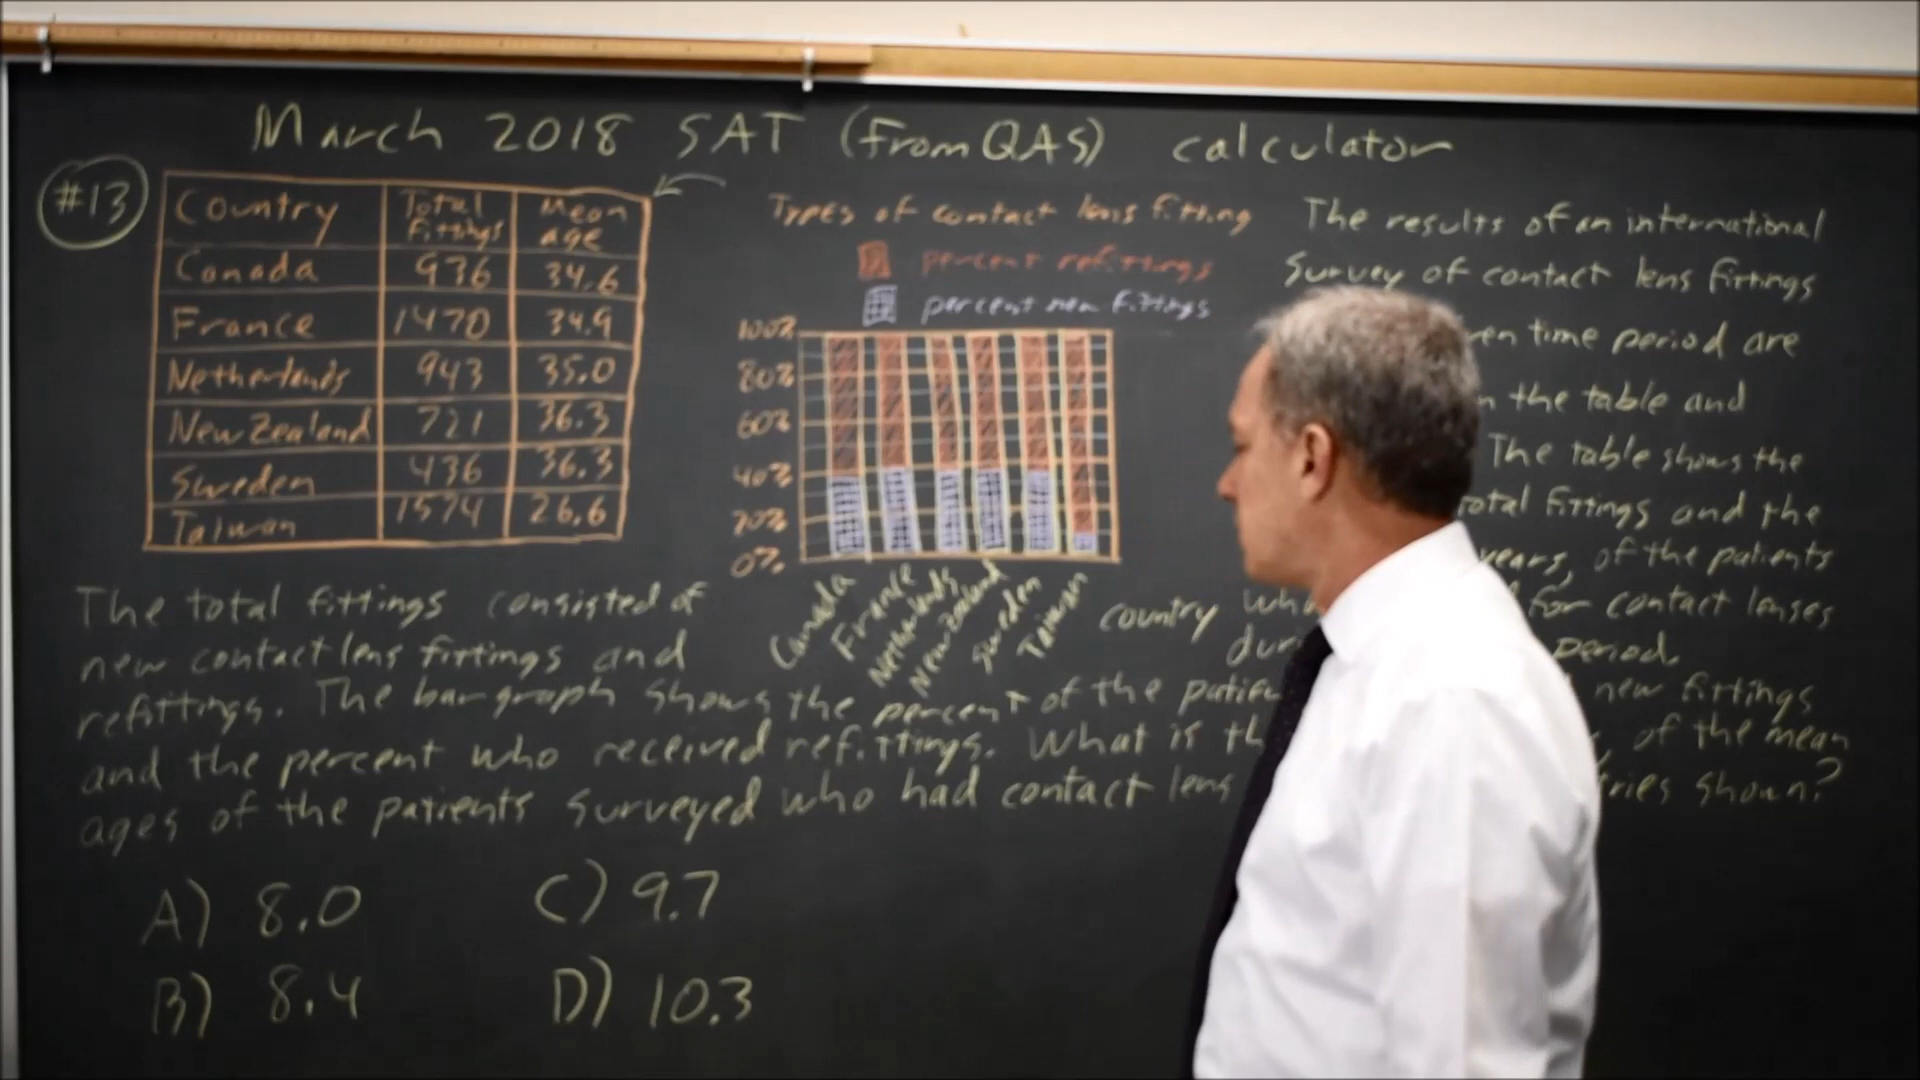 March 2018 SAT (from QAS) calculator
#13
Country Total Fittings Mean age
Canada 936 34.6
France 1470 34.9
Netherlands 943 35.0
New Zealand 721 36.3
Sweden 436 36.3
Taiwan 1574 26.6
Types of contact lens fitting
percent refittings
percent new fittings
100%
80%
60%
40%
20%
0%
Canada
France
Netherlands
New Zealand
Sweden
Taiwan
The results of an international
Survey of contact lens fittings
time period are
the table and
The table shows the
total fittings and the
years, of the patients
country for contact lenses
period.
The total fittings consisted of
new contact lens fittings and
refittings. The bar graph shows the percent of the new fittings
and the percent who received refittings. What is of the mean
ages of the patients surveyed who had contact lens shown?
A) 8.0
B) 8.4
C) 9.7
D) 10.3